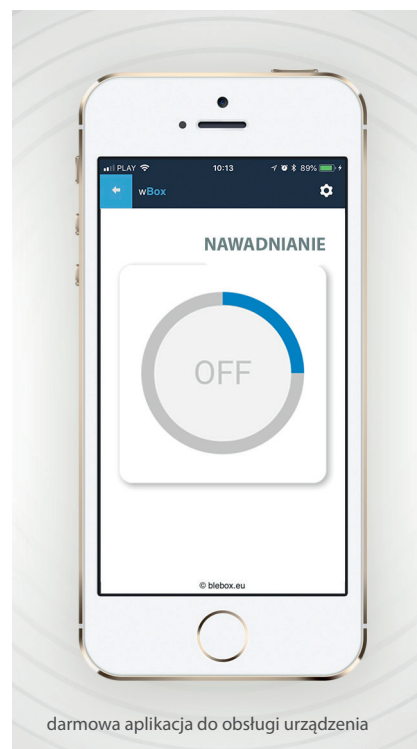 PLAY 10:13 89%
wBox
NAWADNIANIE
OFF
© blebox.eu
darmowa aplikacja do obsługi urządzenia